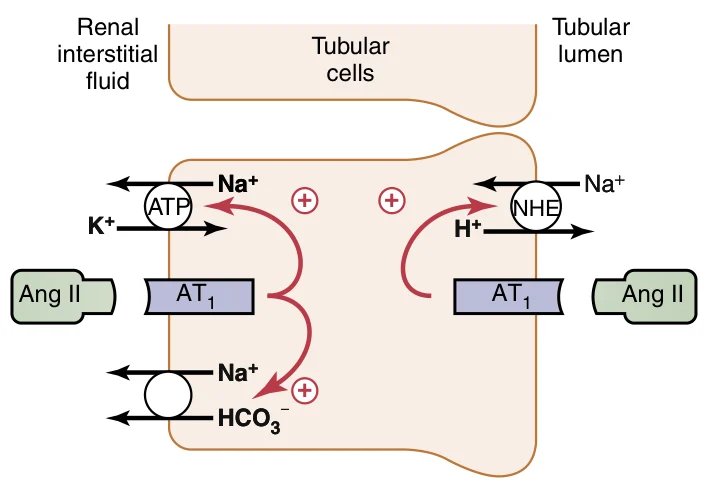 Renal
interstitial
fluid
Tubular
cells
Tubular
lumen
Na⁺
ATP
K⁺
+
+
Na⁺
NHE
H⁺
Ang II
AT₁
AT₁
Ang II
Na⁺
+
HCO₃⁻